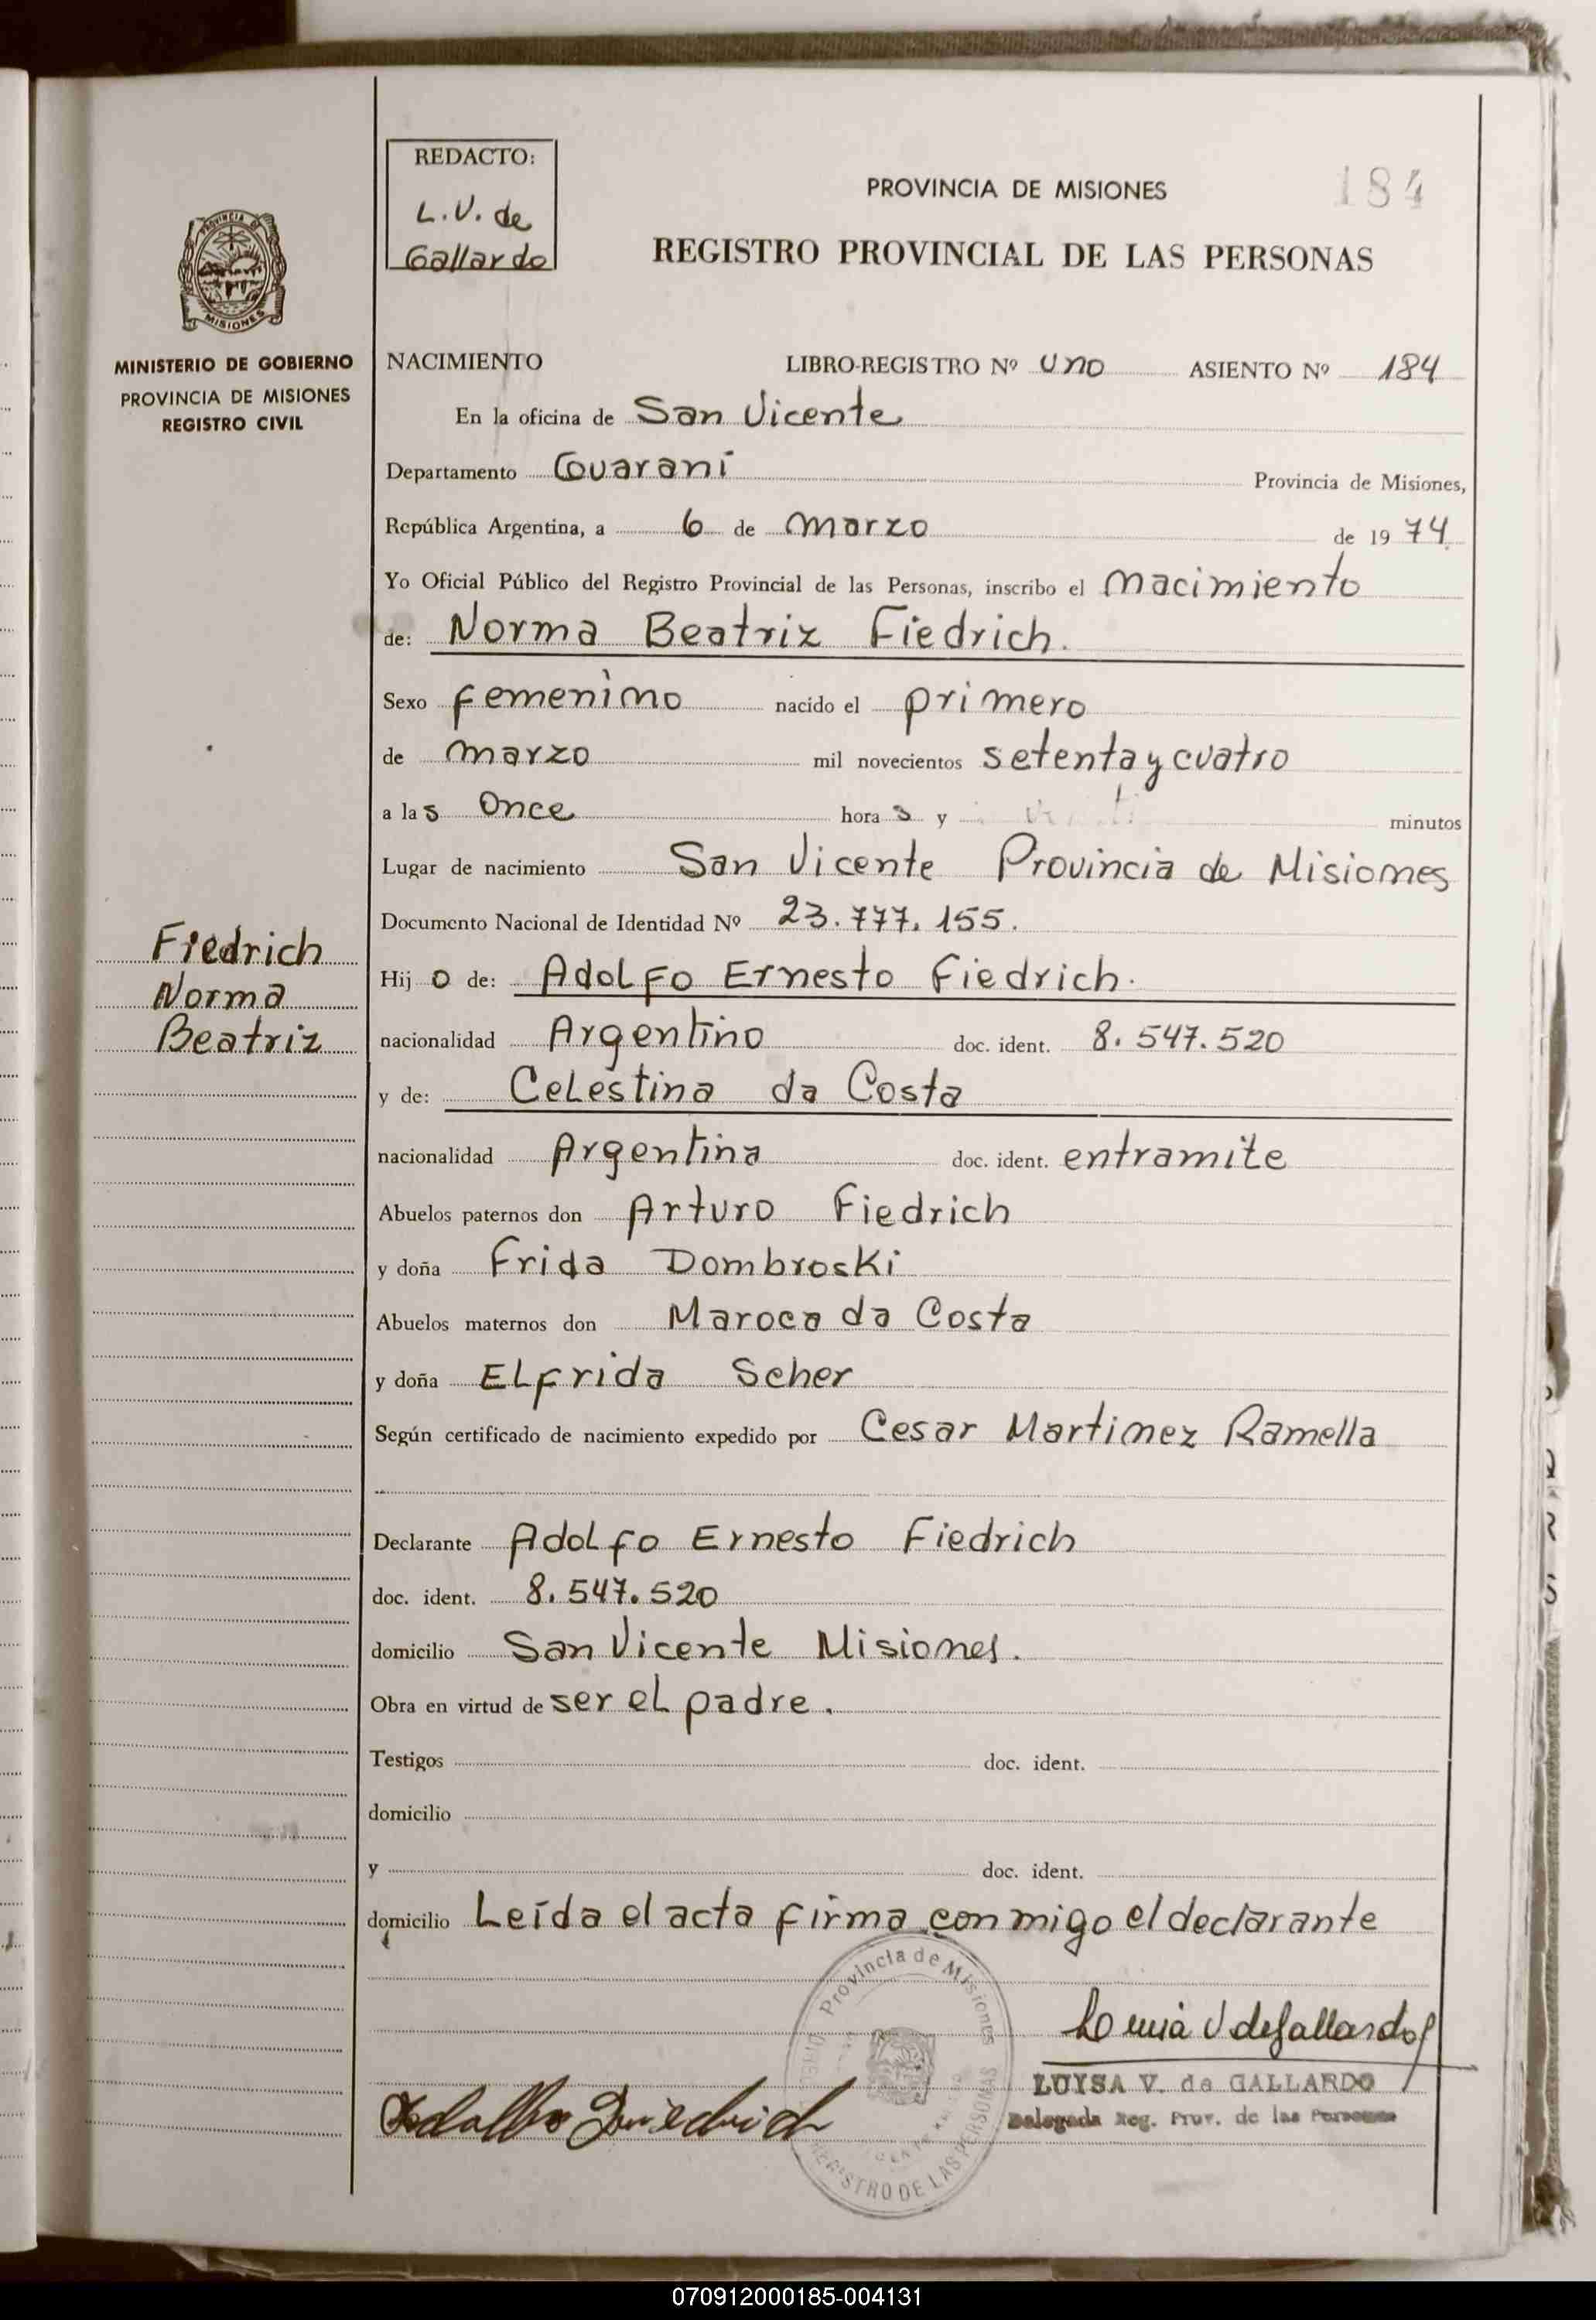 REDACTO:
L.V. de
Gallardo
PROVINCIA DE MISIONES
184
REGISTRO PROVINCIAL DE LAS PERSONAS
PROVINCIA DE
MISIONES
MINISTERIO DE GOBIERNO
PROVINCIA DE MISIONES
REGISTRO CIVIL
NACIMIENTO LIBRO-REGISTRO Nº uno ASIENTO Nº 184
En la oficina de San Vicente
Departamento Guaraní Provincia de Misiones,
República Argentina, a 6 de marzo de 1974
Yo Oficial Público del Registro Provincial de las Personas, inscribo el nacimiento
de: Norma Beatriz Fiedrich.
Sexo femenino nacido el primero
de marzo mil novecientos setenta y cuatro
a las once horas y minutos
Lugar de nacimiento San Vicente Provincia de Misiones
Documento Nacional de Identidad Nº 23.777.155.
Fiedrich
Norma
Beatriz
Hijo de: Adolfo Ernesto Fiedrich.
nacionalidad Argentino doc. ident. 8.547.520
y de: Celestina da Costa
nacionalidad Argentina doc. ident. entramite
Abuelos paternos don Arturo Fiedrich
y doña Frida Dombroski
Abuelos maternos don Maroca da Costa
y doña Elfrida Scher
Según certificado de nacimiento expedido por Cesar Martinez Ramella
Declarante Adolfo Ernesto Fiedrich
doc. ident. 8.547.520
domicilio San Vicente Misiones.
Obra en virtud de ser el padre.
Testigos doc. ident.
domicilio
y doc. ident.
domicilio Leída el acta firma conmigo el declarante
Provincia de Misiones
REGISTRO DE LAS PERSONAS
LUYSA V. de GALLARDO
Delegada Reg. Prov. de las Personas
070912000185-004131